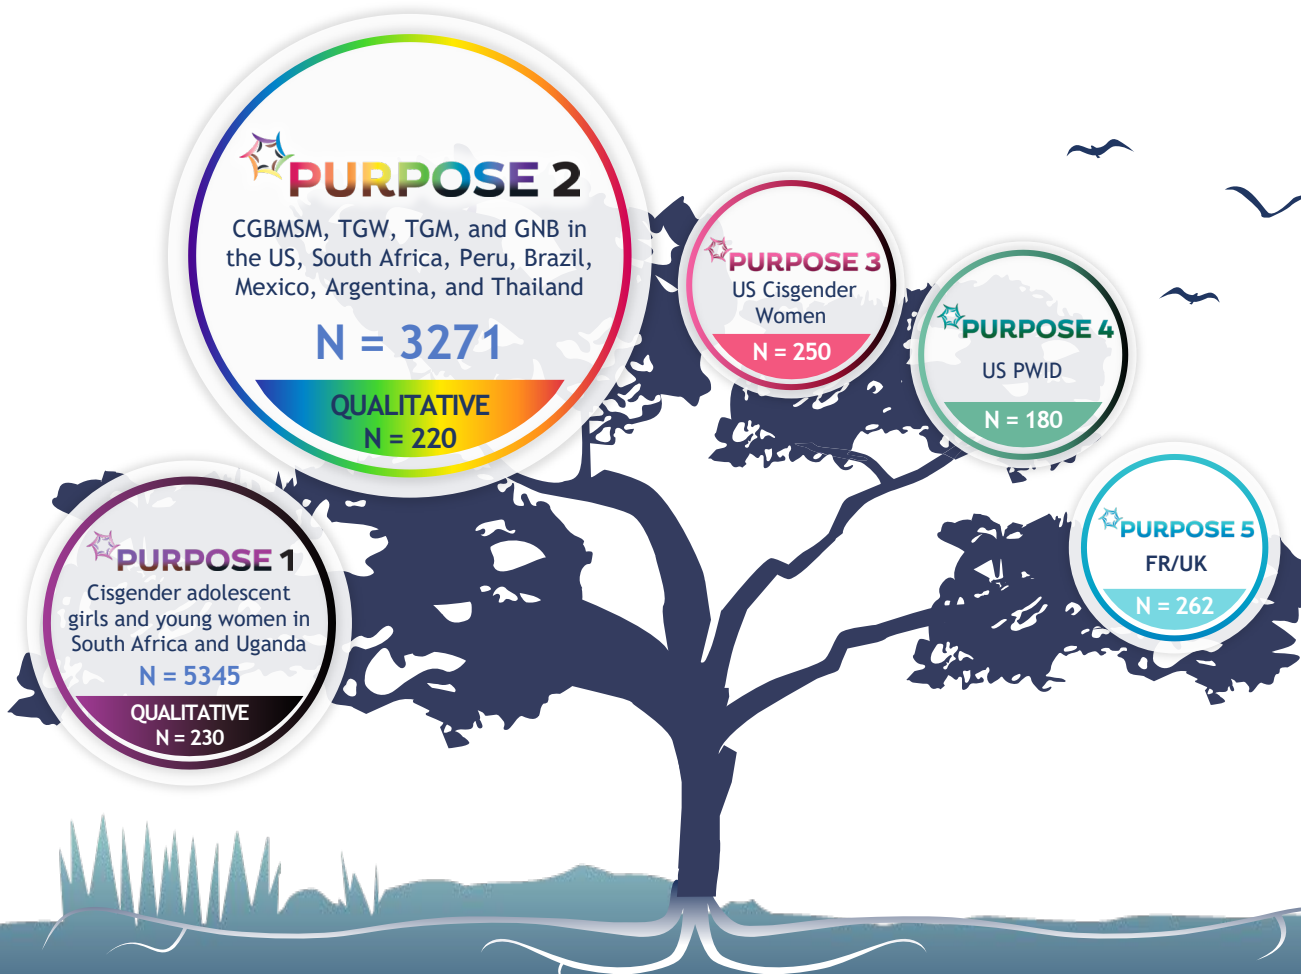 PURPOSE 2
CGBMSM, TGW, TGM, and GNB in
the US, South Africa, Peru, Brazil,
Mexico, Argentina, and Thailand
N = 3271
QUALITATIVE
N = 220
PURPOSE 3
US Cisgender
Women
N = 250
PURPOSE 4
US PWID
N = 180
PURPOSE 5
FR/UK
N = 262
PURPOSE 1
Cisgender adolescent
girls and young women in
South Africa and Uganda
N = 5345
QUALITATIVE
N = 230